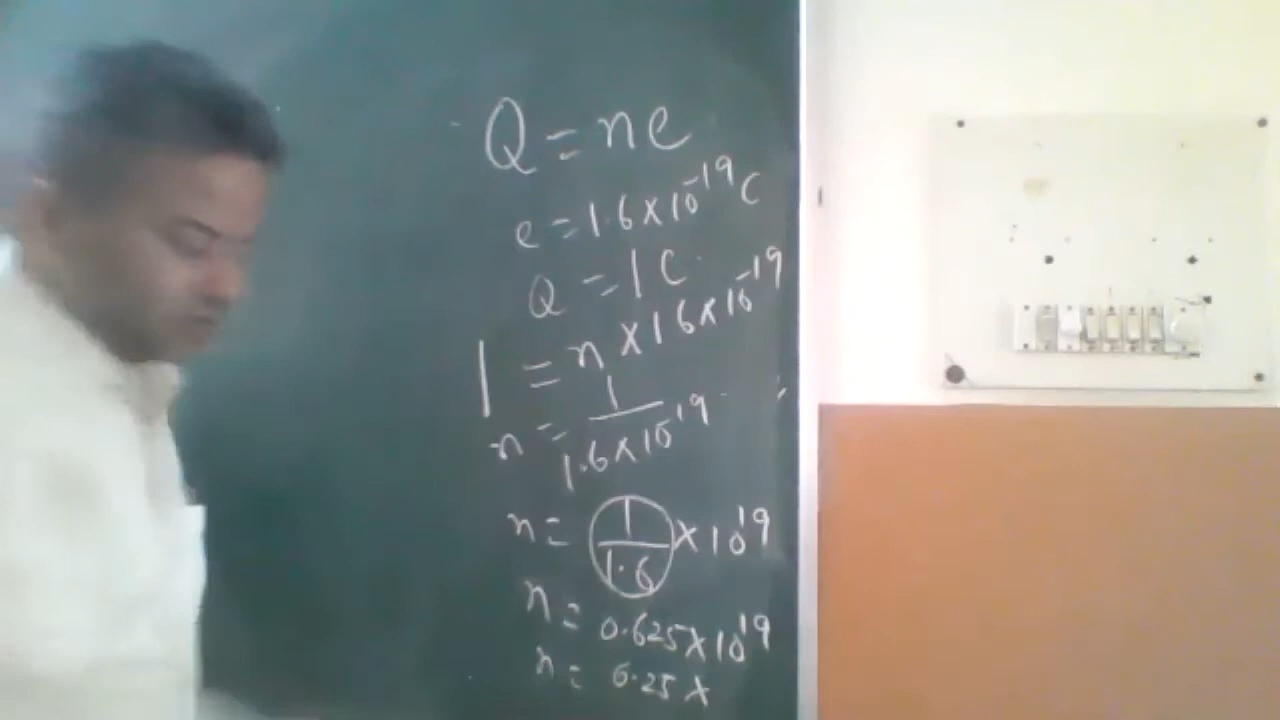 Q = ne
e = 1.6 × 10⁻¹⁹ C
Q = 1 C
1 = n × 1.6 × 10⁻¹⁹
n = 1 / 1.6 × 10⁻¹⁹
n = 1 / 1.6 × 10¹⁹
n = 0.625 × 10¹⁹
n = 6.25 ×